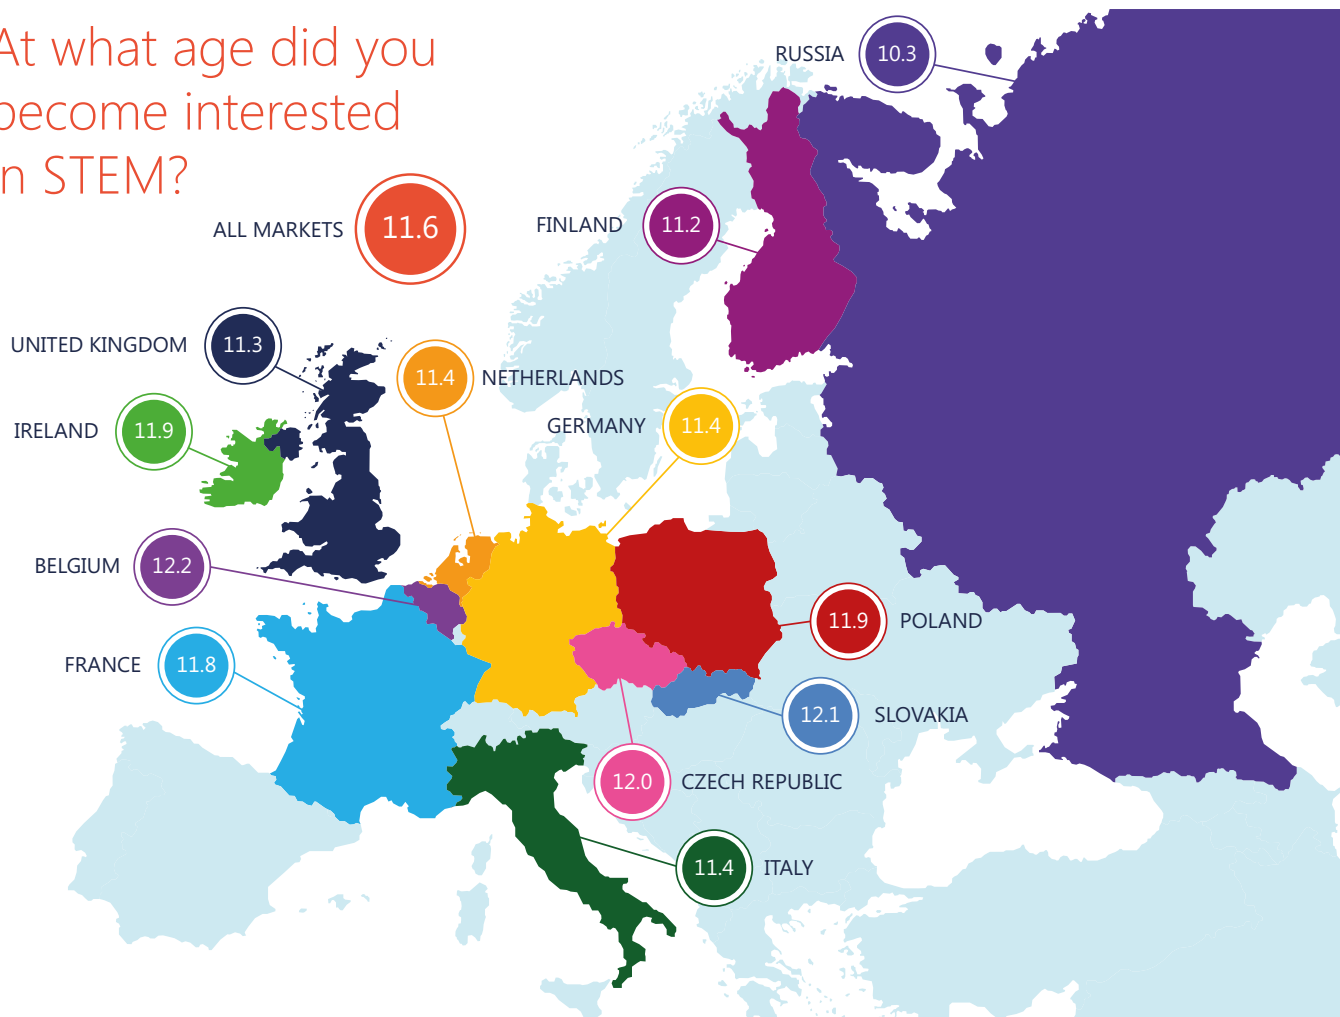 At what age did you
become interested
in STEM?
ALL MARKETS 11.6
RUSSIA 10.3
FINLAND 11.2
UNITED KINGDOM 11.3
11.4 NETHERLANDS
IRELAND 11.9
GERMANY 11.4
BELGIUM 12.2
11.9 POLAND
FRANCE 11.8
12.1 SLOVAKIA
12.0 CZECH REPUBLIC
11.4 ITALY